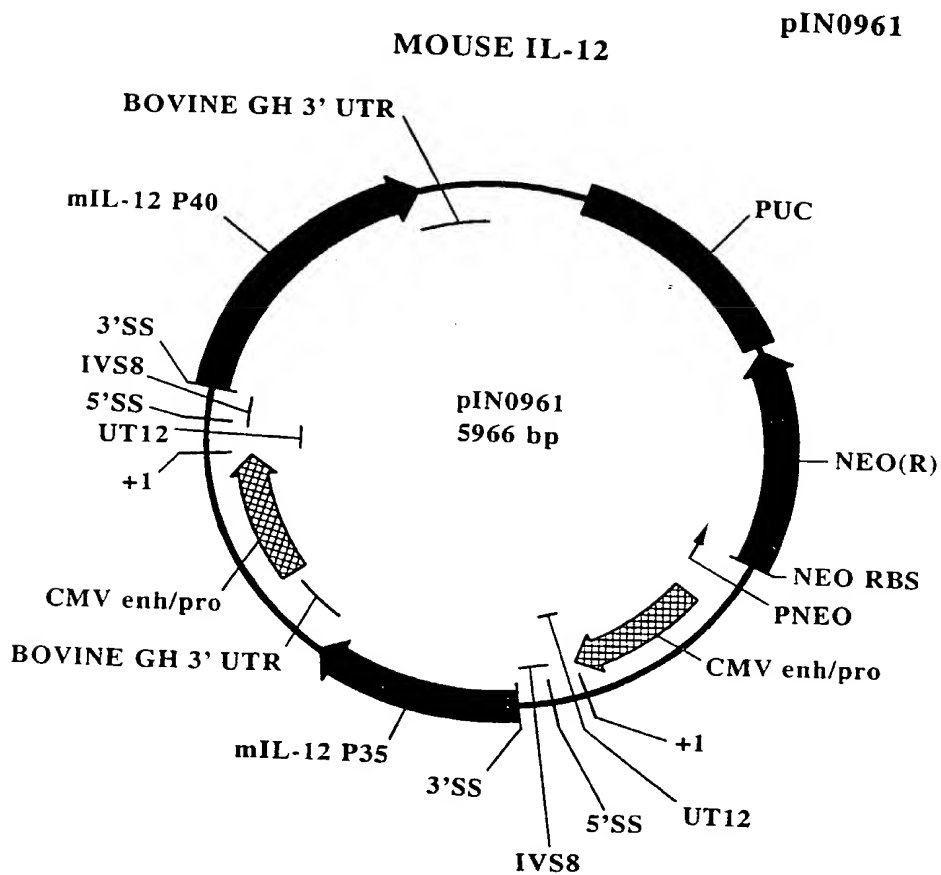 pIN0961
MOUSE IL-12
BOVINE GH 3' UTR
mIL-12 P40
PUC
3'SS
IVS8
5'SS
UT12
+1
pIN0961
5966 bp
NEO(R)
NEO RBS
PNEO
CMV enh/pro
CMV enh/pro
BOVINE GH 3' UTR
mIL-12 P35
+1
3'SS
UT12
5'SS
IVS8